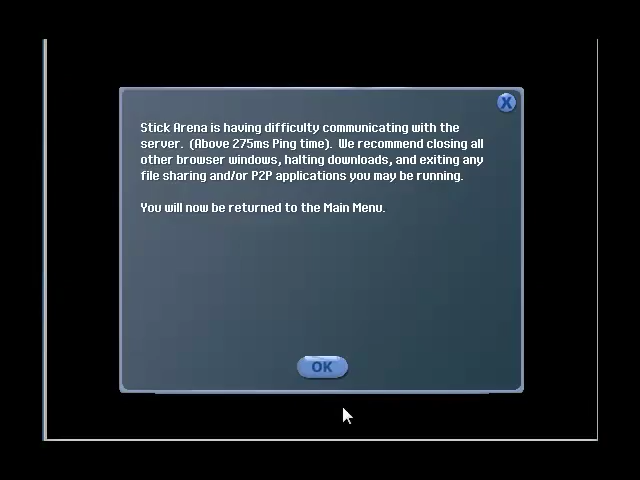 X
Stick Arena is having difficulty communicating with the
server. (Above 275ms Ping time). We recommend closing all
other browser windows, halting downloads, and exiting any
file sharing and/or P2P applications you may be running.
You will now be returned to the Main Menu.
OK